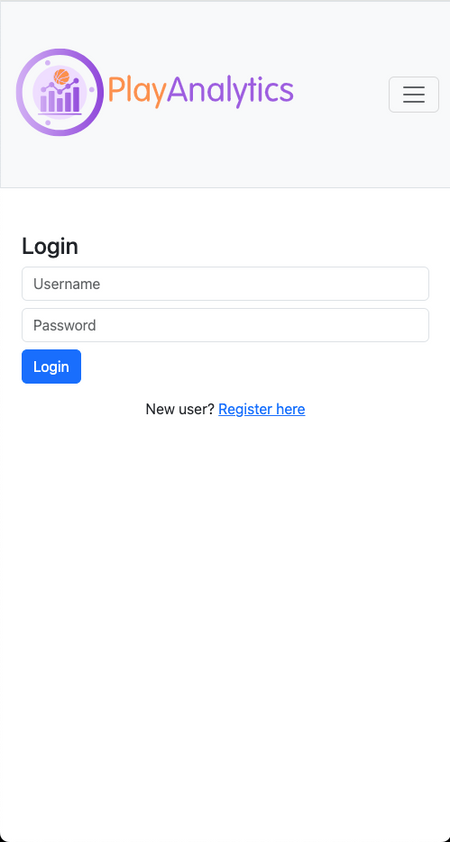 PlayAnalytics
Login
Username
Password
Login
New user? Register here